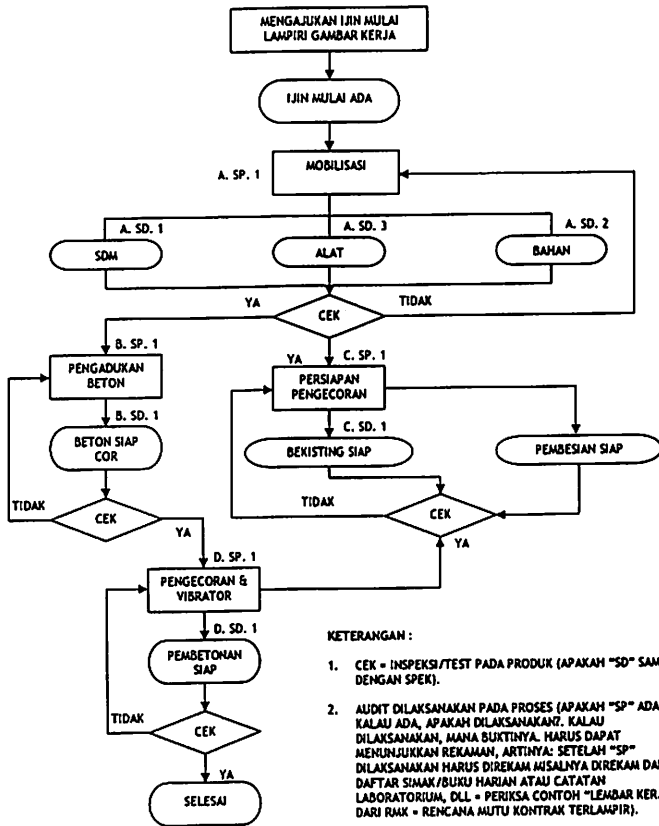 MENGAJUKAN IJIN MULAI
LAMPIRI GAMBAR KERJA
IJIN MULAI ADA
A. SP. 1
MOBILISASI
A. SD. 1
A. SD. 3
A. SD. 2
SDM
ALAT
BAHAN
YA
CEK
TIDAK
B. SP. 1
YA
C. SP. 1
PENGADUKAN
BETON
PERSIAPAN
PENGECORAN
B. SD. 1
C. SD. 1
BETON SIAP
COR
BEKISTING SIAP
PEMBESIAN SIAP
TIDAK
CEK
YA
TIDAK
CEK
YA
D. SP. 1
PENGECORAN &
VIBRATOR
D. SD. 1
PEMBETONAN
SIAP
TIDAK
CEK
YA
SELESAI
KETERANGAN :
1. CEK = INSPEKSI/TEST PADA PRODUK (APAKAH "SD" SAM
DENGAN SPEK).
2. AUDIT DILAKSANAKAN PADA PROSES (APAKAH "SP" ADA
KALAU ADA, APAKAH DILAKSANAKAN?. KALAU
DILAKSANAKAN, MANA BUKTINYA. HARUS DAPAT
MENUNJUKKAN REKAMAN, ARTINYA: SETELAH "SP"
DILAKSANAKAN HARUS DIREKAM MISALNYA DIREKAM DA
DAFTAR SIMAK/BUKU HARIAN ATAU CATATAN
LABORATORIUM, DLL = PERIKSA CONTOH "LEMBAR KERJ
DARI RMK = RENCANA MUTU KONTRAK TERLAMPIR).